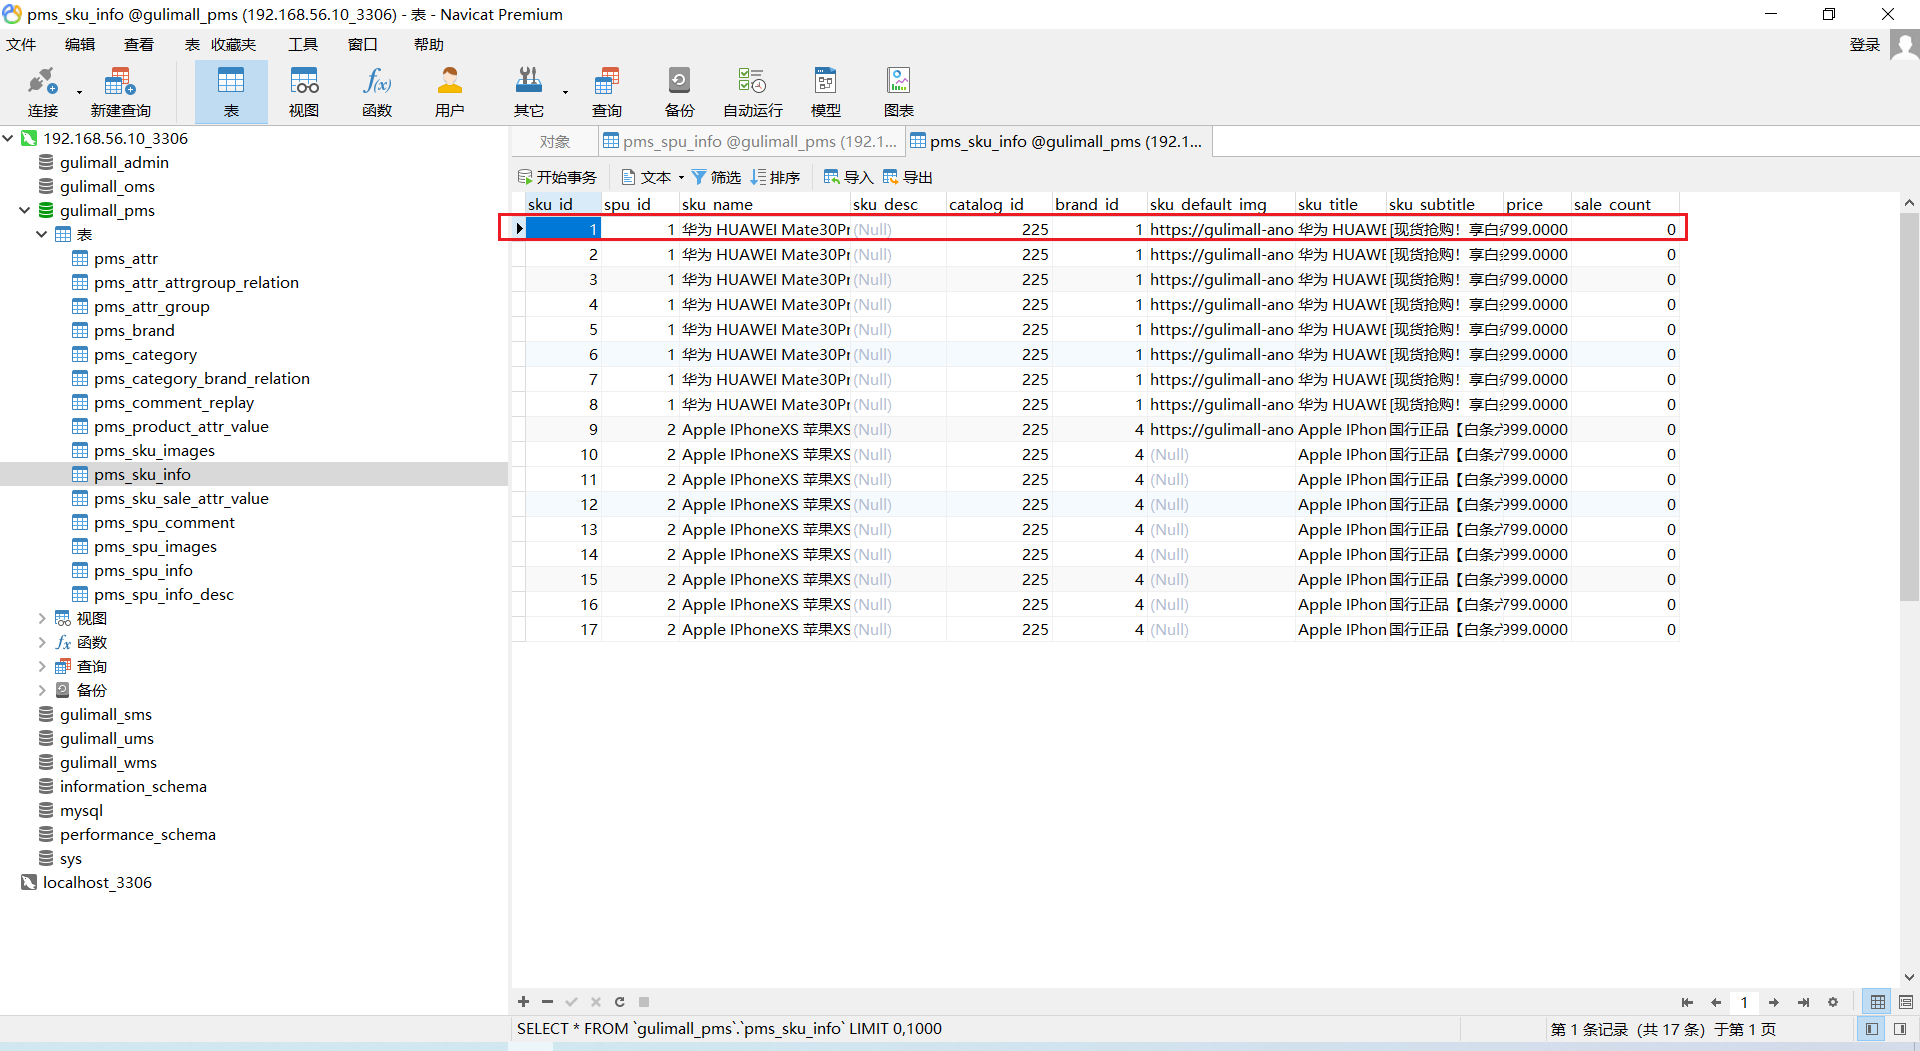 pms_sku_info @gulimall_pms (192.168.56.10_3306) - 表 - Navicat Premium
文件 编辑 查看 表 收藏夹 工具 窗口 帮助 登录
连接 新建查询 表 视图 函数 用户 其它 查询 备份 自动运行 模型 图表
192.168.56.10_3306
gulimall_admin
gulimall_oms
gulimall_pms
表
pms_attr
pms_attr_attrgroup_relation
pms_attr_group
pms_brand
pms_category
pms_category_brand_relation
pms_comment_replay
pms_product_attr_value
pms_sku_images
pms_sku_info
pms_sku_sale_attr_value
pms_spu_comment
pms_spu_images
pms_spu_info
pms_spu_info_desc
视图
函数
查询
备份
gulimall_sms
gulimall_ums
gulimall_wms
information_schema
mysql
performance_schema
sys
localhost_3306
对象 pms_spu_info @gulimall_pms (192.1... pms_sku_info @gulimall_pms (192.1...
开始事务 文本 筛选 排序 导入 导出
sku_id spu_id sku_name sku_desc catalog_id brand_id sku_default_img sku_title sku_subtitle price sale_count
1 1 华为 HUAWEI Mate30Pr (Null) 225 1 https://gulimall-ano 华为 HUAWE [现货抢购！享白 799.0000 0
2 1 华为 HUAWEI Mate30Pr (Null) 225 1 https://gulimall-ano 华为 HUAWE [现货抢购！享白 299.0000 0
3 1 华为 HUAWEI Mate30Pr (Null) 225 1 https://gulimall-ano 华为 HUAWE [现货抢购！享白 799.0000 0
4 1 华为 HUAWEI Mate30Pr (Null) 225 1 https://gulimall-ano 华为 HUAWE [现货抢购！享白 299.0000 0
5 1 华为 HUAWEI Mate30Pr (Null) 225 1 https://gulimall-ano 华为 HUAWE [现货抢购！享白 799.0000 0
6 1 华为 HUAWEI Mate30Pr (Null) 225 1 https://gulimall-ano 华为 HUAWE [现货抢购！享白 299.0000 0
7 1 华为 HUAWEI Mate30Pr (Null) 225 1 https://gulimall-ano 华为 HUAWE [现货抢购！享白 799.0000 0
8 1 华为 HUAWEI Mate30Pr (Null) 225 1 https://gulimall-ano 华为 HUAWE [现货抢购！享白 299.0000 0
9 2 Apple IPhoneXS 苹果XS (Null) 225 4 https://gulimall-ano Apple IPhon 国行正品【白条 999.0000 0
10 2 Apple IPhoneXS 苹果XS (Null) 225 4 (Null) Apple IPhon 国行正品【白条 799.0000 0
11 2 Apple IPhoneXS 苹果XS (Null) 225 4 (Null) Apple IPhon 国行正品【白条 999.0000 0
12 2 Apple IPhoneXS 苹果XS (Null) 225 4 (Null) Apple IPhon 国行正品【白条 999.0000 0
13 2 Apple IPhoneXS 苹果XS (Null) 225 4 (Null) Apple IPhon 国行正品【白条 799.0000 0
14 2 Apple IPhoneXS 苹果XS (Null) 225 4 (Null) Apple IPhon 国行正品【白条 999.0000 0
15 2 Apple IPhoneXS 苹果XS (Null) 225 4 (Null) Apple IPhon 国行正品【白条 999.0000 0
16 2 Apple IPhoneXS 苹果XS (Null) 225 4 (Null) Apple IPhon 国行正品【白条 799.0000 0
17 2 Apple IPhoneXS 苹果XS (Null) 225 4 (Null) Apple IPhon 国行正品【白条 999.0000 0
1
SELECT * FROM `gulimall_pms`.`pms_sku_info` LIMIT 0,1000 第 1 条记录 (共 17 条) 于第 1 页